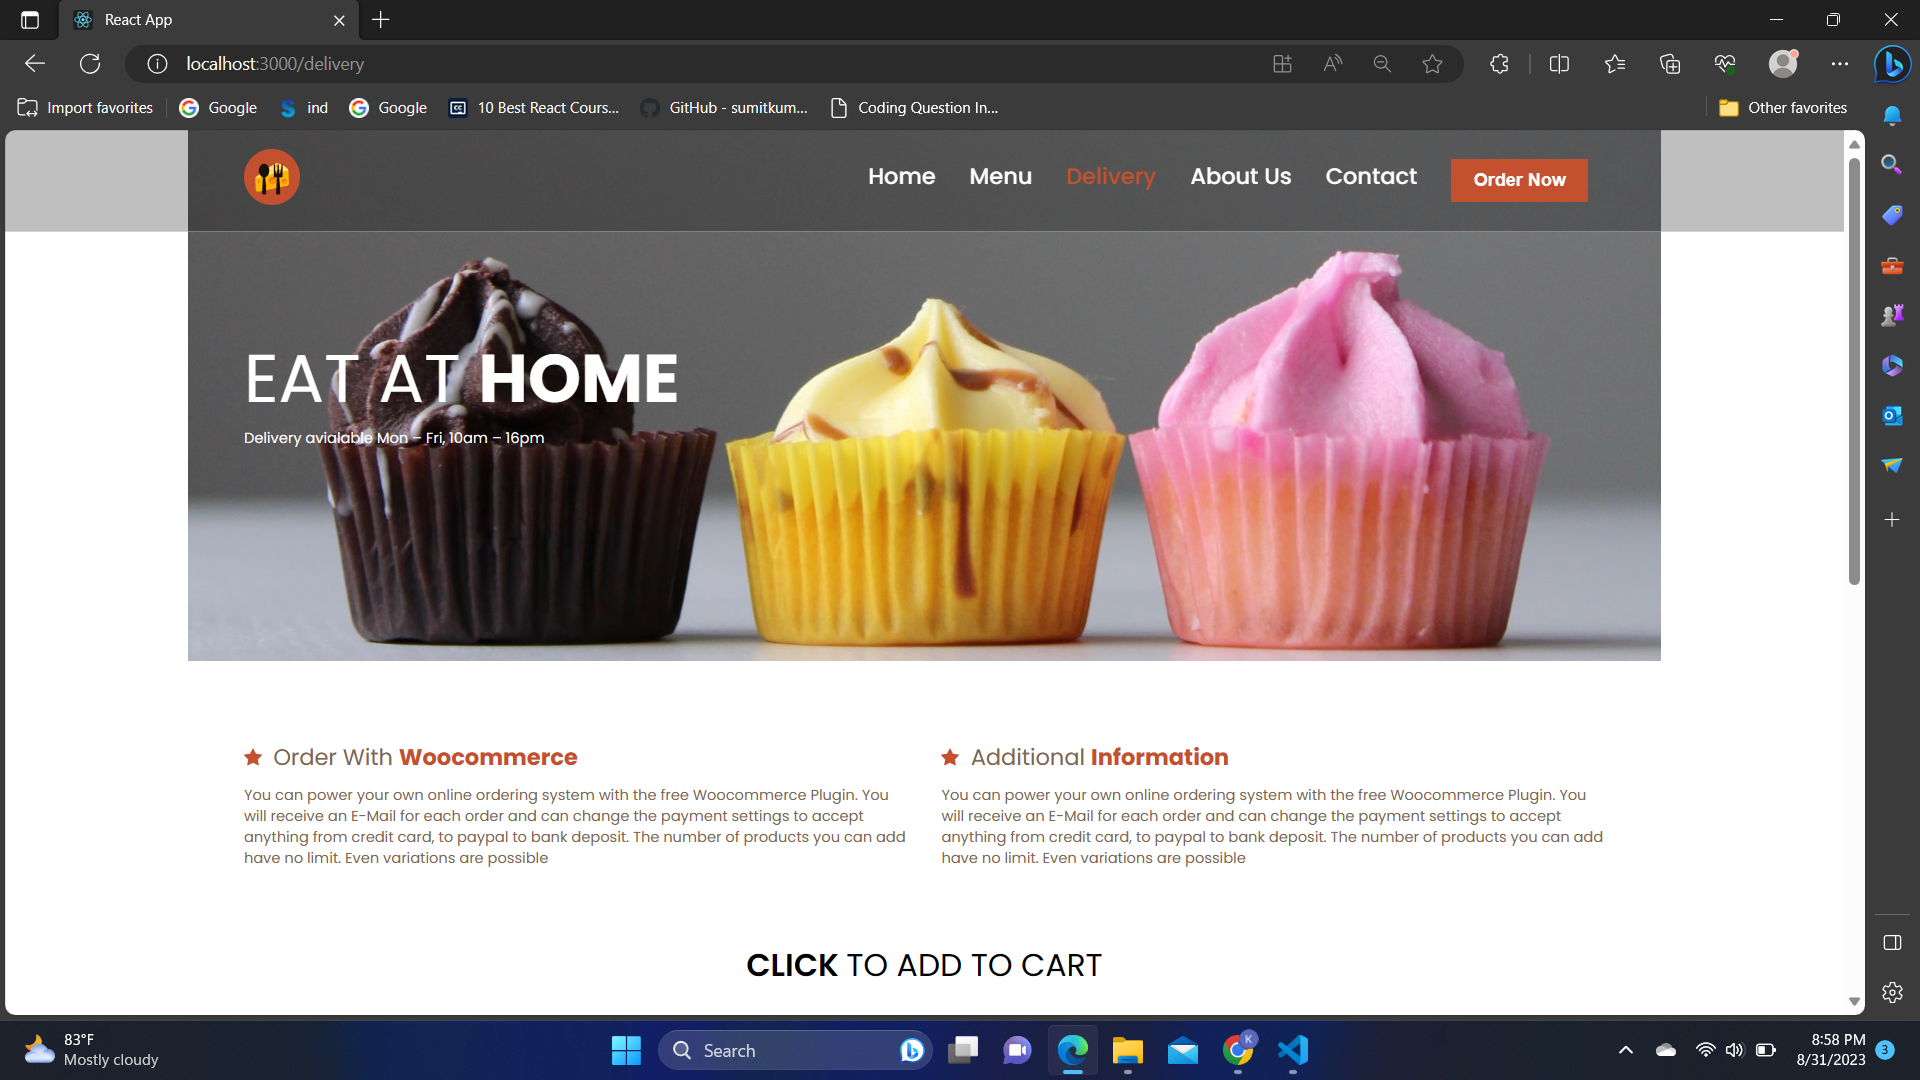 React App
localhost:3000/delivery
Import favorites
Google
ind
Google
10 Best React Cours...
GitHub - sumitkum...
Coding Question In...
Other favorites
Home
Menu
Delivery
About Us
Contact
Order Now
EAT AT HOME
Delivery avialable Mon – Fri, 10am – 16pm
Order With Woocommerce
You can power your own online ordering system with the free Woocommerce Plugin. You
will receive an E-Mail for each order and can change the payment settings to accept
anything from credit card, to paypal to bank deposit. The number of products you can add
have no limit. Even variations are possible
Additional Information
You can power your own online ordering system with the free Woocommerce Plugin. You
will receive an E-Mail for each order and can change the payment settings to accept
anything from credit card, to paypal to bank deposit. The number of products you can add
have no limit. Even variations are possible
CLICK TO ADD TO CART
83°F
Mostly cloudy
Search
K
8:58 PM
8/31/2023
3